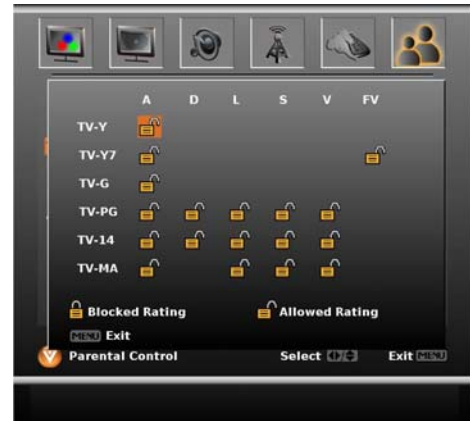 A D L S V FV
TV-Y
TV-Y7
TV-G
TV-PG
TV-14
TV-MA
Blocked Rating Allowed Rating
MENU Exit
Parental Control Select Exit MENU